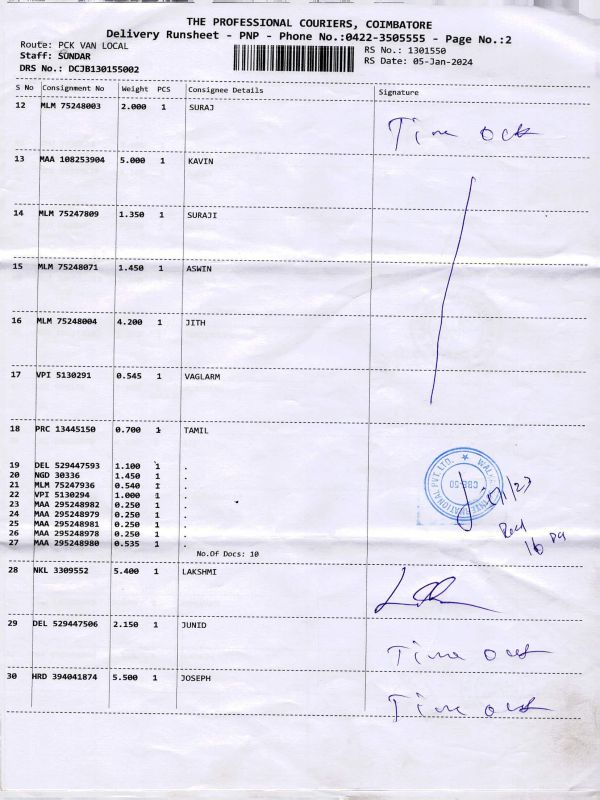 THE PROFESSIONAL COURIERS, COIMBATORE
Delivery Runsheet - PNP - Phone No.:0422-3505555 - Page No.:2
Route: PCK VAN LOCAL
RS No.: 1301550
Staff: SUNDAR
RS Date: 05-Jan-2024
DRS No.: DCJB130155002
S No Consignment No Weight PCS Consignee Details Signature
12 MLM 75248003 2.000 1 SURAJ
Time out
13 MAA 108253904 5.000 1 KAVIN
14 MLM 75247809 1.350 1 SURAJI
15 MLM 75248071 1.450 1 ASWIN
16 MLM 75248004 4.200 1 JITH
17 VPI 5130291 0.545 1 VAGLARM
18 PRC 13445150 0.700 1 TAMIL
19 DEL 529447593 1.100 1 .
20 NGD 30336 1.450 1 .
21 MLM 75247936 0.540 1 .
22 VPI 5130294 1.000 1 .
23 MAA 295248982 0.250 1 .
24 MAA 295248979 0.250 1 .
25 MAA 295248981 0.250 1 .
26 MAA 295248978 0.250 1 .
27 MAA 295248980 0.535 1 .
No.Of Docs: 10
INTERNATIONAL PVT. LTD.
16
28 NKL 3309552 5.400 1 LAKSHMI
29 DEL 529447506 2.150 1 JUNID
Time out
30 HRD 394041874 5.500 1 JOSEPH
Time out